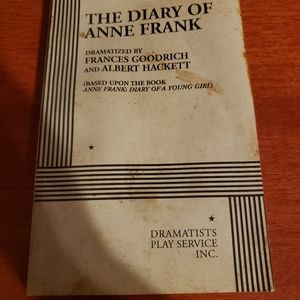 THE DIARY OF
ANNE FRANK
DRAMATIZED BY
FRANCES GOODRICH
AND ALBERT HACKETT
(BASED UPON THE BOOK
ANNE FRANK: DIARY OF A YOUNG GIRL)
DRAMATISTS
PLAY SERVICE
INC.